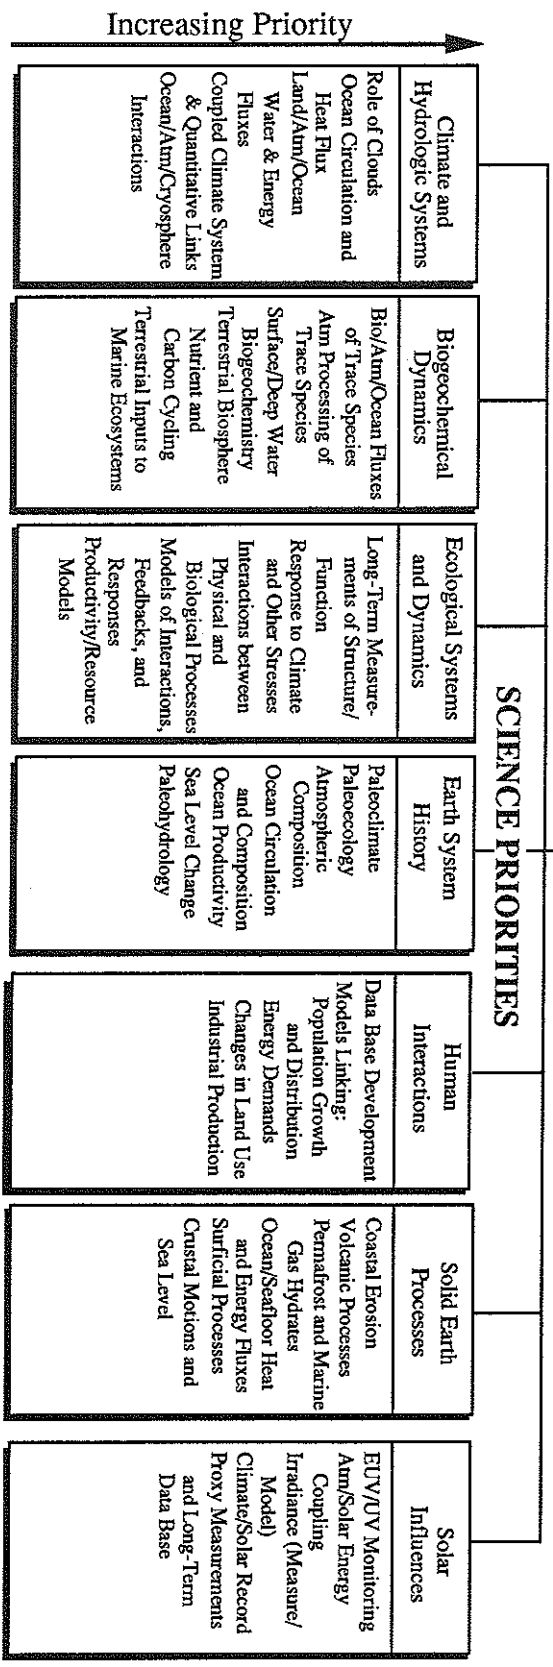 SCIENCE PRIORITIES
Increasing Priority
Climate and
Hydrologic Systems
Role of Clouds
Ocean Circulation and
Heat Flux
Land/Atm/Ocean
Water & Energy
Fluxes
Coupled Climate System
& Quantitative Links
Ocean/Atm/Cryosphere
Interactions
Biogeochemical
Dynamics
Bio/Atm/Ocean Fluxes
of Trace Species
Atm Processing of
Trace Species
Surface/Deep Water
Biogeochemistry
Terrestrial Biosphere
Nutrient and
Carbon Cycling
Terrestrial Inputs to
Marine Ecosystems
Ecological Systems
and Dynamics
Long-Term Measure-
ments of Structure/
Function
Response to Climate
and Other Stresses
Interactions between
Physical and
Biological Processes
Models of Interactions,
Feedbacks, and
Responses
Productivity/Resource
Models
Earth System
History
Paleoclimate
Paleoecology
Atmospheric
Composition
Ocean Circulation
and Composition
Ocean Productivity
Sea Level Change
Paleohydrology
Human
Interactions
Data Base Development
Models Linking:
Population Growth
and Distribution
Energy Demands
Changes in Land Use
Industrial Production
Solid Earth
Processes
Coastal Erosion
Volcanic Processes
Permafrost and Marine
Gas Hydrates
Ocean/Seafloor Heat
and Energy Fluxes
Surficial Processes
Crustal Motions and
Sea Level
Solar
Influences
EUV/UV Monitoring
Atm/Solar Energy
Coupling
Irradiance (Measure/
Model)
Climate/Solar Record
Proxy Measurements
and Long-Term
Data Base